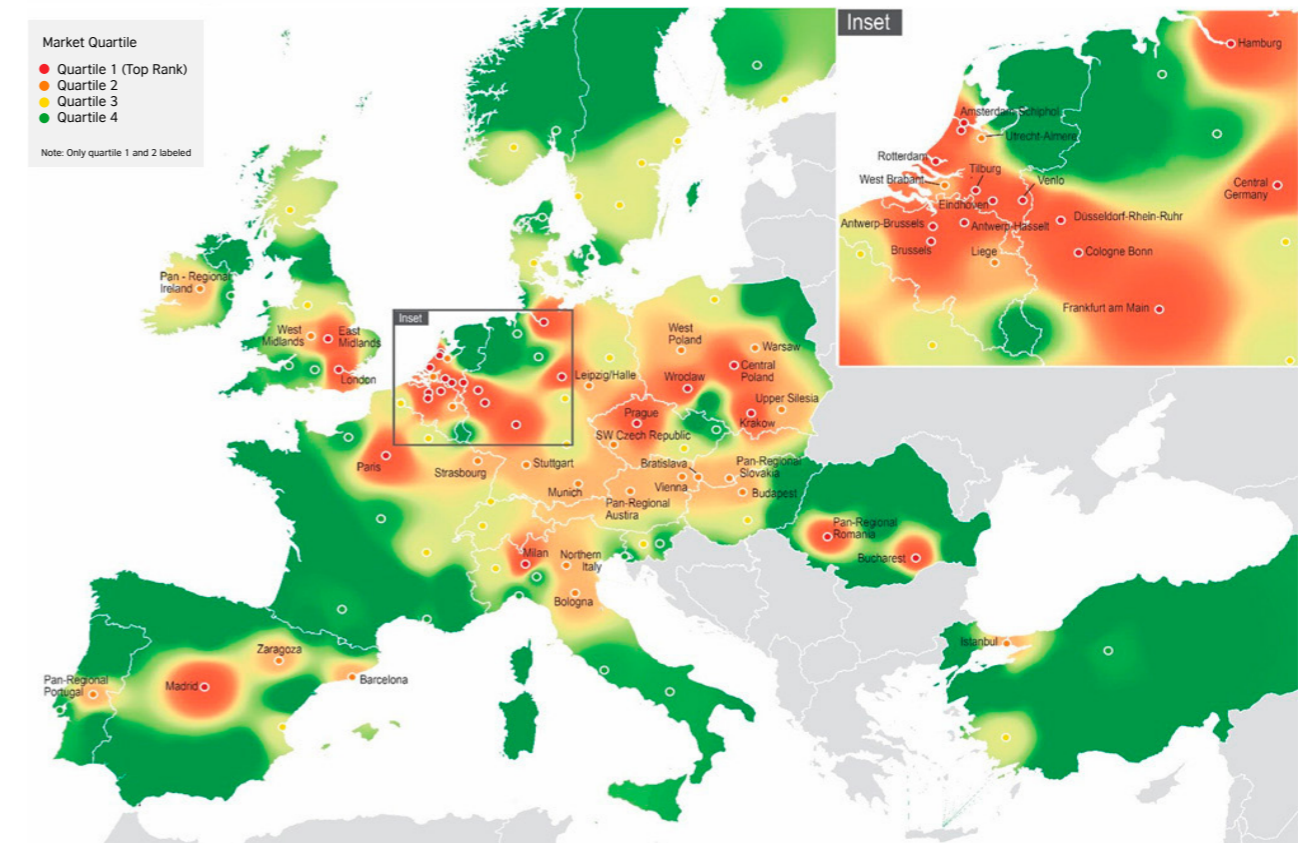 Market Quartile
Quartile 1 (Top Rank)
Quartile 2
Quartile 3
Quartile 4
Note: Only quartile 1 and 2 labeled
Inset
Hamburg
Amsterdam Schiphol
Utrecht-Almere
Rotterdam
Tilburg
West Brabant
Venlo
Central
Germany
Eindhoven
Düsseldorf-Rhein-Ruhr
Antwerp-Brussels
Antwerp-Hasselt
Brussels
Liege
Cologne Bonn
Frankfurt am Main
Pan - Regional
Ireland
West
Midlands
East
Midlands
London
Inset
Leipzig/Halle
West
Poland
Warsaw
Central
Poland
Wroclaw
Upper Silesia
Krakow
Prague
SW Czech Republic
Paris
Strasbourg
Stuttgart
Munich
Bratislava
Vienna
Pan-Regional
Slovakia
Budapest
Pan-Regional
Austira
Milan
Northern
Italy
Bologna
Pan-Regional
Romania
Bucharest
Istanbul
Zaragoza
Barcelona
Madrid
Pan-Regional
Portugal